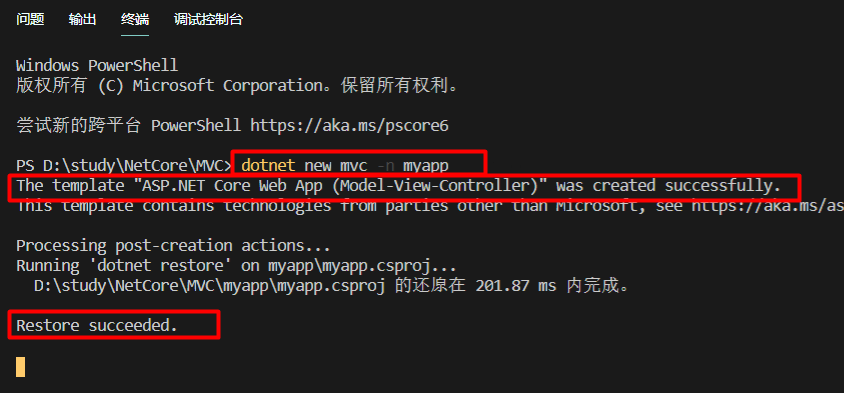 问题 输出 终端 调试控制台
Windows PowerShell
版权所有 (C) Microsoft Corporation。保留所有权利。
尝试新的跨平台 PowerShell https://aka.ms/pscore6
PS D:\study\NetCore\MVC> dotnet new mvc -n myapp
The template "ASP.NET Core Web App (Model-View-Controller)" was created successfully.
This template contains technologies from parties other than Microsoft, see https://aka.ms/as
Processing post-creation actions...
Running 'dotnet restore' on myapp\myapp.csproj...
D:\study\NetCore\MVC\myapp\myapp.csproj 的还原在 201.87 ms 内完成。
Restore succeeded.